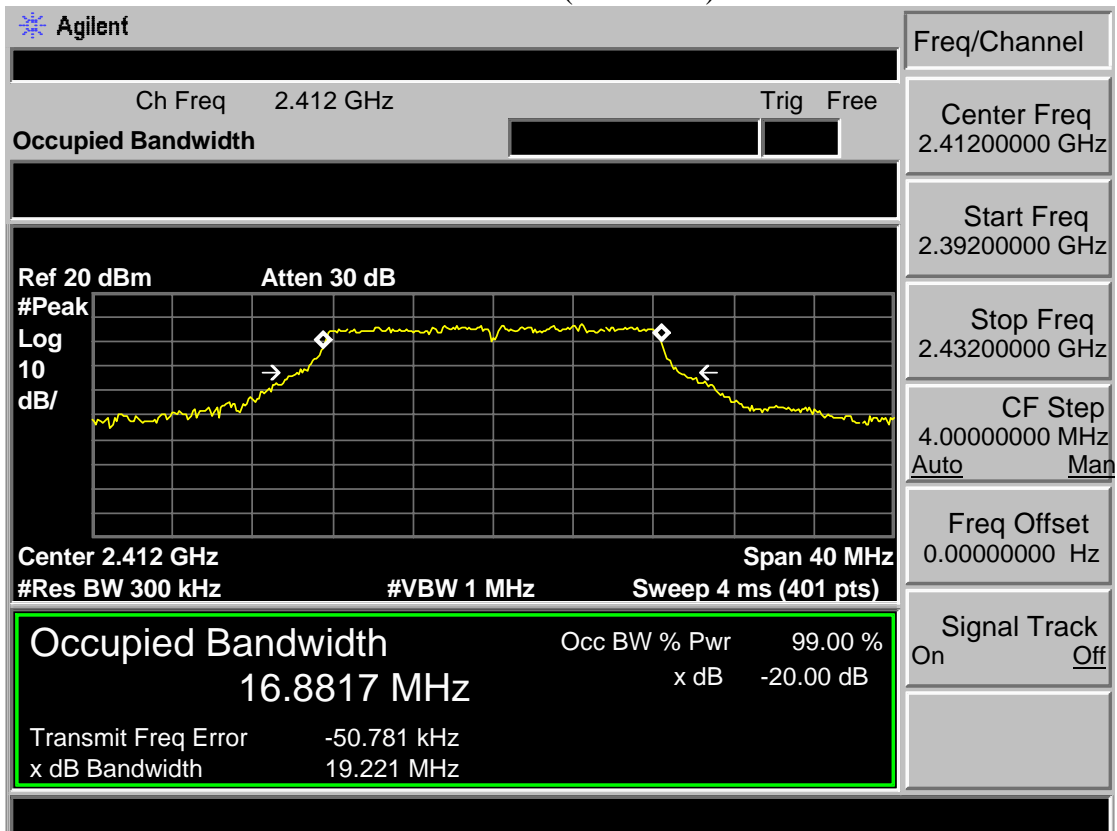 Agilent
Freq/Channel
Ch Freq 2.412 GHz Trig Free
Occupied Bandwidth
Center Freq
2.41200000 GHz
Start Freq
2.39200000 GHz
Ref 20 dBm Atten 30 dB
#Peak
Log
10
dB/
Stop Freq
2.43200000 GHz
CF Step
4.00000000 MHz
Auto Man
Freq Offset
0.00000000 Hz
Center 2.412 GHz Span 40 MHz
#Res BW 300 kHz #VBW 1 MHz Sweep 4 ms (401 pts)
Signal Track
On Off
Occupied Bandwidth
16.8817 MHz
Occ BW % Pwr 99.00 %
x dB -20.00 dB
Transmit Freq Error -50.781 kHz
x dB Bandwidth 19.221 MHz